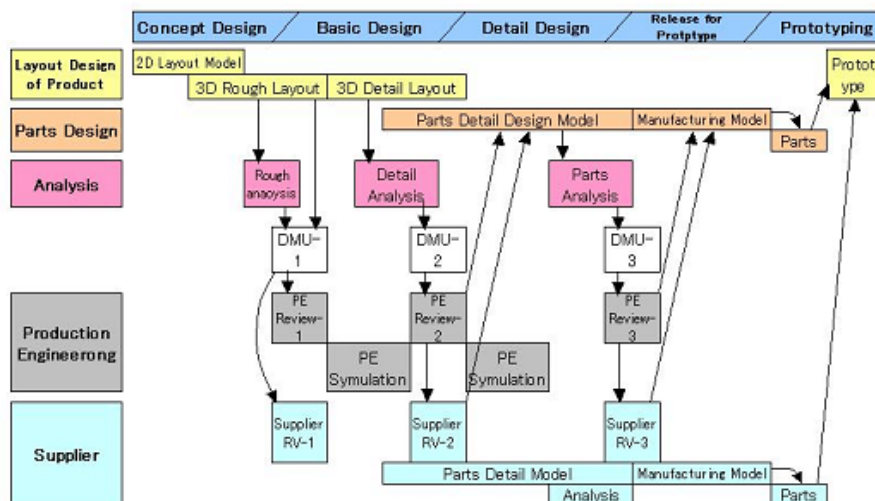 Concept Design
Basic Design
Detail Design
Release for
Protptype
Prototyping
Layout Design
of Product
2D Layout Model
3D Rough Layout
3D Detail Layout
Protot
ype
Parts Design
Parts Detail Design Model
Manufacturing Model
Parts
Analysis
Rough
anaoysis
Detail
Analysis
Parts
Analysis
DMU-
1
DMU-
2
DMU-
3
Production
Engineerong
PE
Review-
1
PE
Review-
2
PE
Review-
3
PE
Symulation
PE
Symulation
Supplier
Supplier
RV-1
Supplier
RV-2
Supplier
RV-3
Parts Detail Model
Manufacturing Model
Analysis
Parts